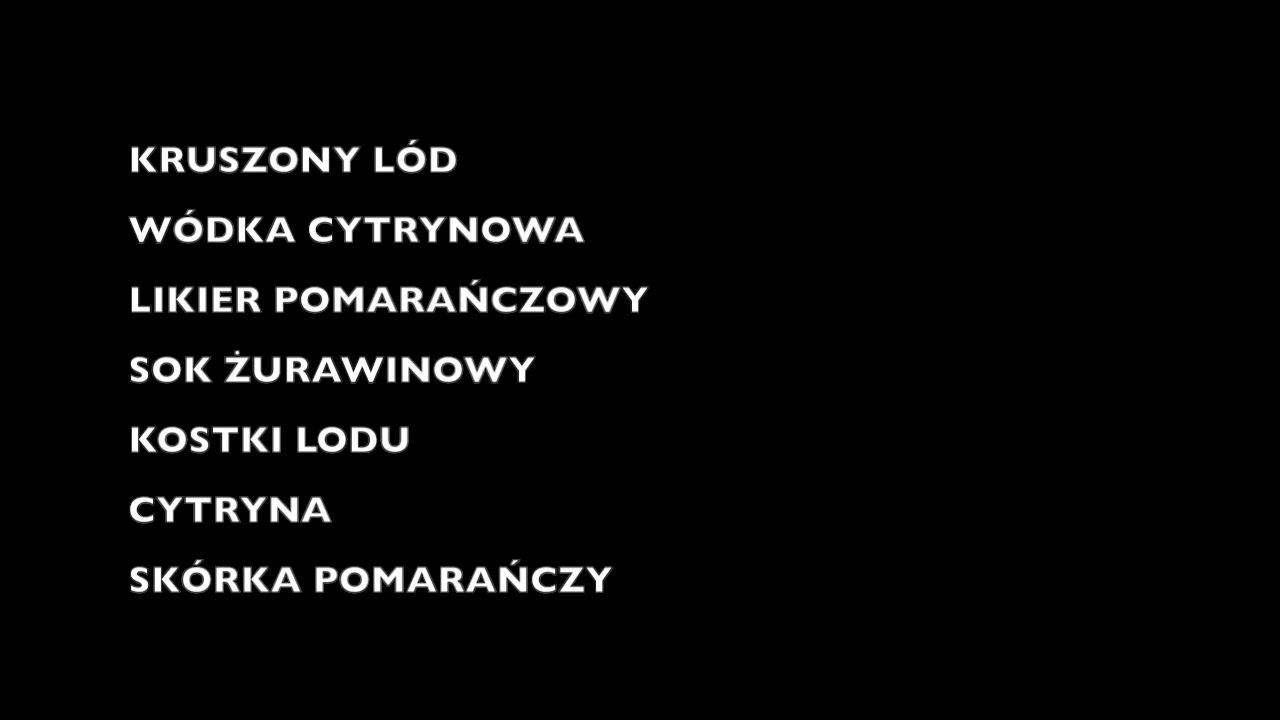 KRUSZONY LÓD
WÓDKA CYTRYNOWA
LIKIER POMARAŃCZOWY
SOK ŻURAWINOWY
KOSTKI LODU
CYTRYNA
SKÓRKA POMARAŃCZY